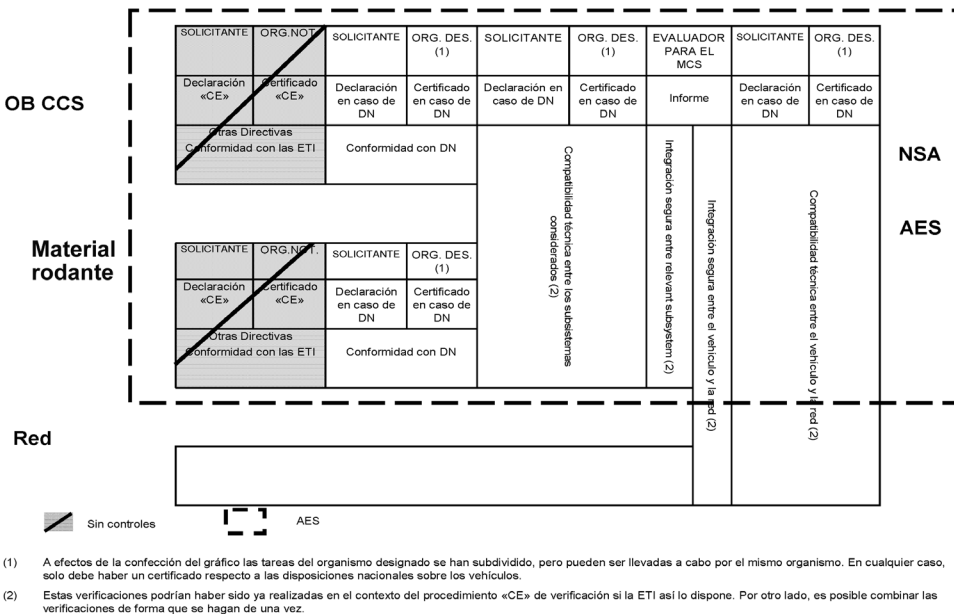 SOLICITANTE
ORG.NOT.
SOLICITANTE
ORG. DES.
(1)
SOLICITANTE
ORG. DES.
(1)
EVALUADOR
PARA EL
MCS
SOLICITANTE
ORG. DES.
(1)
OB CCS
Declaración
«CE»
Certificado
«CE»
Declaración
en caso de
DN
Certificado
en caso de
DN
Declaración en
caso de DN
Certificado
en caso de
DN
Informe
Declaración
en caso de
DN
Certificado
en caso de
DN
Otras Directivas
Conformidad con las ETI
Conformidad con DN
Compatibilidad técnica entre los subsistemas
considerados (2)
Integración segura entre relevant subsystem (2)
Integración segura entre el vehículo y la red (2)
Compatibilidad técnica entre el vehículo y la red (2)
NSA
AES
Material
rodante
SOLICITANTE
ORG.NOT.
SOLICITANTE
ORG. DES.
(1)
Declaración
«CE»
Certificado
«CE»
Declaración
en caso de
DN
Certificado
en caso de
DN
Otras Directivas
Conformidad con las ETI
Conformidad con DN
Red
Sin controles
AES
(1) A efectos de la confección del gráfico las tareas del organismo designado se han subdividido, pero pueden ser llevadas a cabo por el mismo organismo. En cualquier caso,
solo debe haber un certificado respecto a las disposiciones nacionales sobre los vehículos.
(2) Estas verificaciones podrían haber sido ya realizadas en el contexto del procedimiento «CE» de verificación si la ETI así lo dispone. Por otro lado, es posible combinar las
verificaciones de forma que se hagan de una vez.